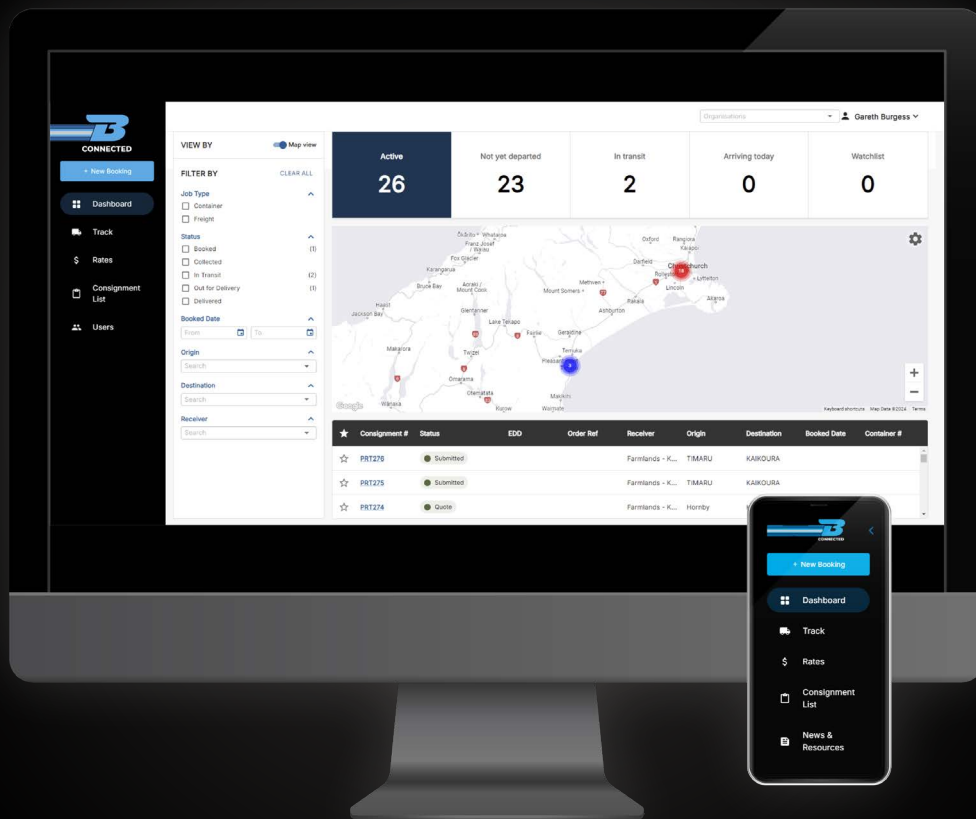 B
CONNECTED
+ New Booking
Dashboard
Track
$ Rates
Consignment
List
Users
Organisations
Gareth Burgess
VIEW BY
Map view
FILTER BY
CLEAR ALL
Job Type
Container
Freight
Status
Booked (1)
Collected
In Transit (2)
Out for Delivery (1)
Delivered
Booked Date
From
To
Origin
Search
Destination
Search
Receiver
Search
Active
26
Not yet departed
23
In transit
2
Arriving today
0
Watchlist
0
Whataroa
Franz Josef
/ Waiau
Fox Glacier
Karangarua
Bruce Bay
Aoraki /
Mount Cook
Haast
Jackson Bay
Glentanner
Lake Tekapo
Makarora
Twizel
Omarama
Otematata
Wanaka
Kurow
Waimate
Makikihi
Fairlie
Geraldine
Temuka
Mount Somers
Methven
Ashburton
Rakaia
Oxford
Rangiora
Kaiapoi
Darfield
Lyttelton
Lincoln
Akaroa
18
3
Google
+
−
Keyboard shortcuts
Map Data ©2024
Terms
Consignment # Status EDD Order Ref Receiver Origin Destination Booked Date Container #
PRT276 Submitted Farmlands - K... TIMARU KAIKOURA
PRT275 Submitted Farmlands - K... TIMARU KAIKOURA
PRT274 Quote Farmlands - K... Hornby
B
CONNECTED
+ New Booking
Dashboard
Track
$ Rates
Consignment
List
News &
Resources